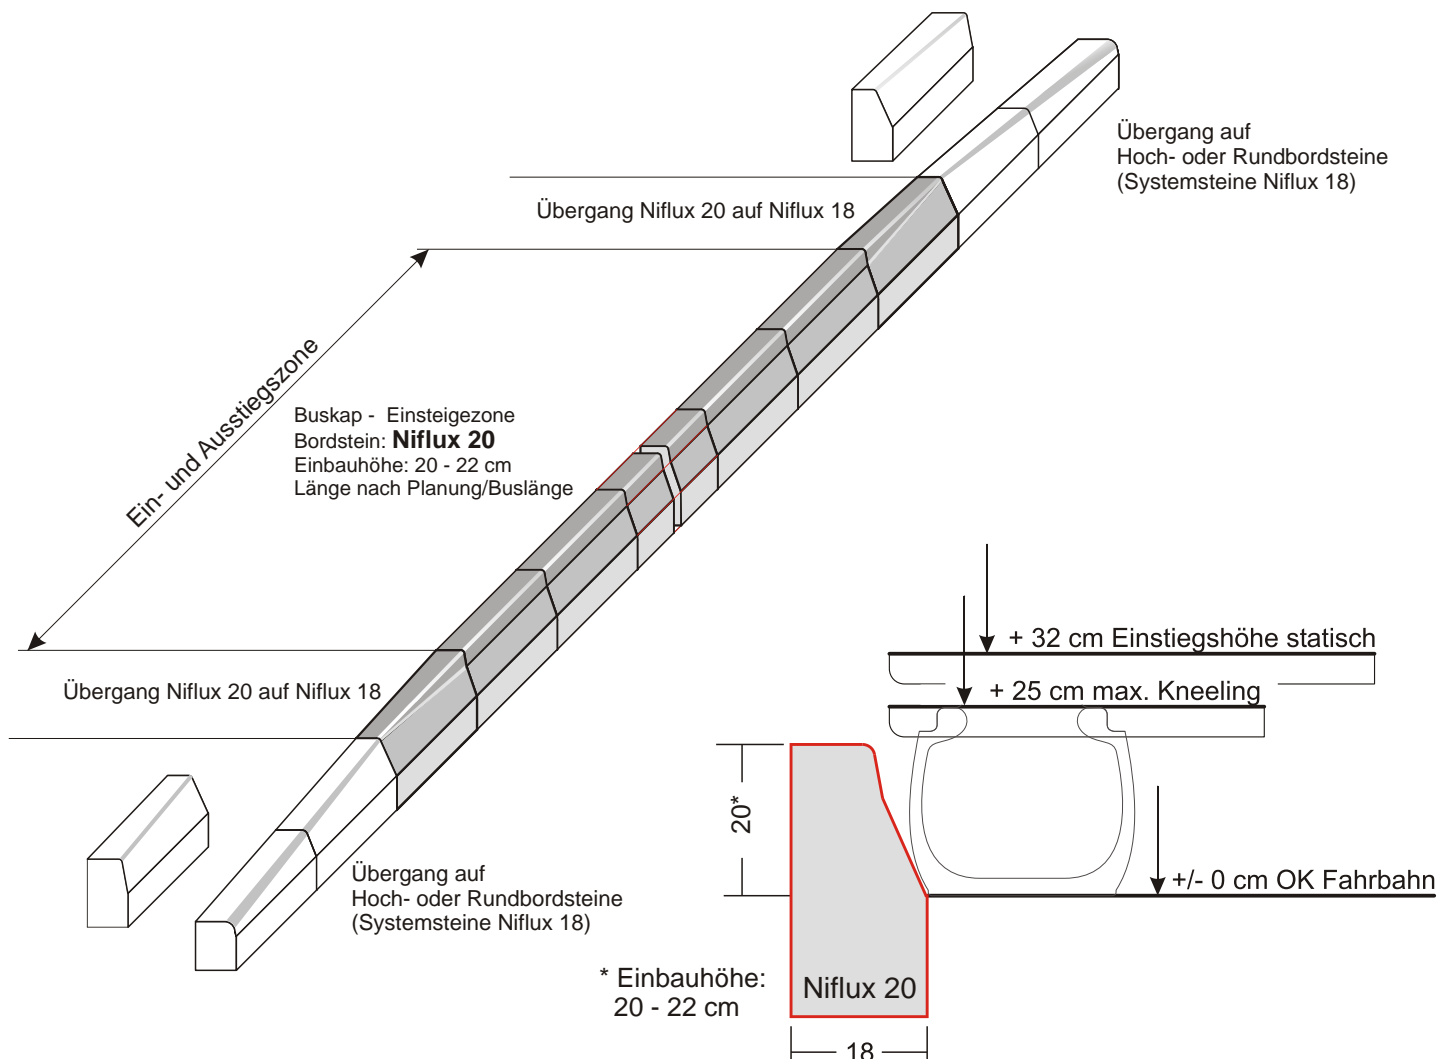 Übergang auf
Hoch- oder Rundbordsteine
(Systemsteine Niflux 18)
Übergang Niflux 20 auf Niflux 18
Ein- und Ausstiegszone
Buskap - Einsteigezone
Bordstein: Niflux 20
Einbauhöhe: 20 - 22 cm
Länge nach Planung/Buslänge
+ 32 cm Einstiegshöhe statisch
Übergang Niflux 20 auf Niflux 18
+ 25 cm max. Kneeling
20*
Übergang auf
Hoch- oder Rundbordsteine
(Systemsteine Niflux 18)
+/- 0 cm OK Fahrbahn
* Einbauhöhe:
20 - 22 cm
Niflux 20
18